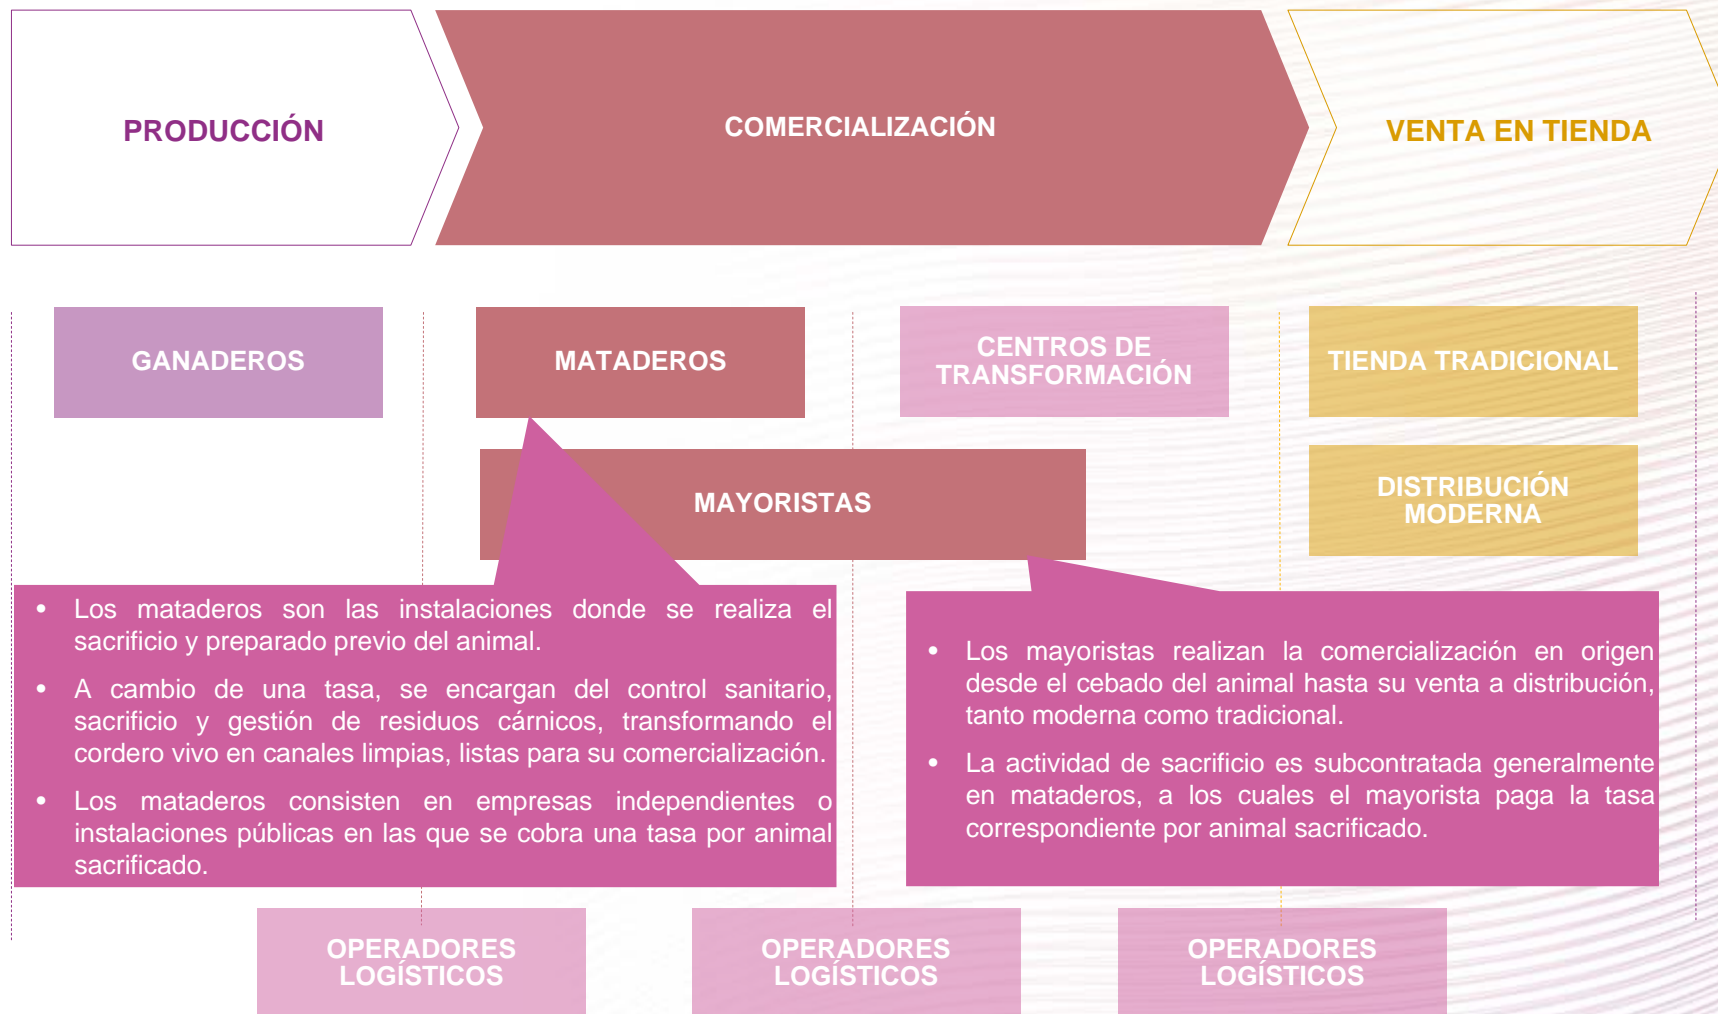 PRODUCCIÓN
COMERCIALIZACIÓN
VENTA EN TIENDA
GANADEROS
MATADEROS
CENTROS DE
TRANSFORMACIÓN
TIENDA TRADICIONAL
MAYORISTAS
DISTRIBUCIÓN
MODERNA
• Los mataderos son las instalaciones donde se realiza el
sacrificio y preparado previo del animal.
• A cambio de una tasa, se encargan del control sanitario,
sacrificio y gestión de residuos cárnicos, transformando el
cordero vivo en canales limpias, listas para su comercialización.
• Los mataderos consisten en empresas independientes o
instalaciones públicas en las que se cobra una tasa por animal
sacrificado.
• Los mayoristas realizan la comercialización en origen
desde el cebado del animal hasta su venta a distribución,
tanto moderna como tradicional.
• La actividad de sacrificio es subcontratada generalmente
en mataderos, a los cuales el mayorista paga la tasa
correspondiente por animal sacrificado.
OPERADORES
LOGÍSTICOS
OPERADORES
LOGÍSTICOS
OPERADORES
LOGÍSTICOS